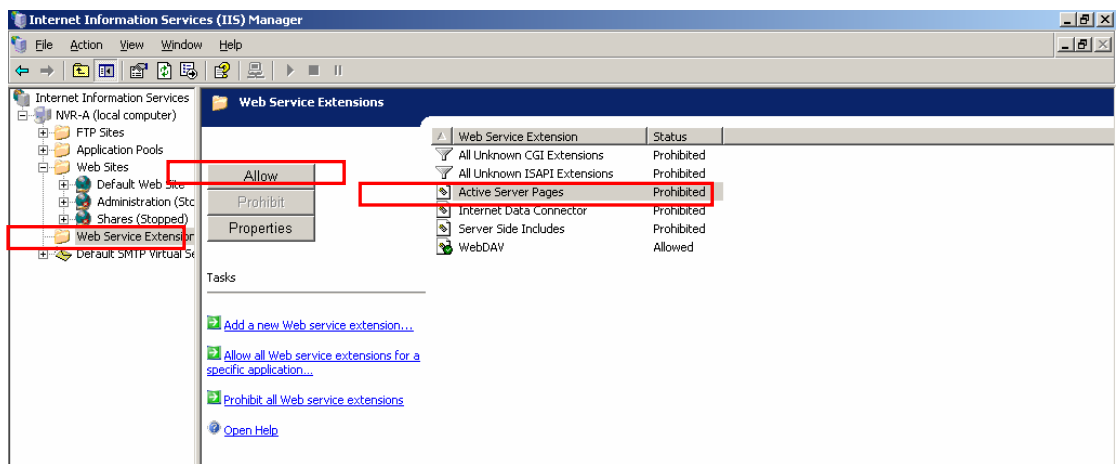 Internet Information Services (IIS) Manager
File Action View Window Help
Internet Information Services
NVR-A (local computer)
FTP Sites
Application Pools
Web Sites
Default Web Site
Administration (Stc
Shares (Stopped)
Web Service Extension
Default SMTP Virtual Se
Web Service Extensions
Allow
Prohibit
Properties
Tasks
Add a new Web service extension...
Allow all Web service extensions for a
specific application...
Prohibit all Web service extensions
Open Help
Web Service Extension Status
All Unknown CGI Extensions Prohibited
All Unknown ISAPI Extensions Prohibited
Active Server Pages Prohibited
Internet Data Connector Prohibited
Server Side Includes Prohibited
WebDAV Allowed